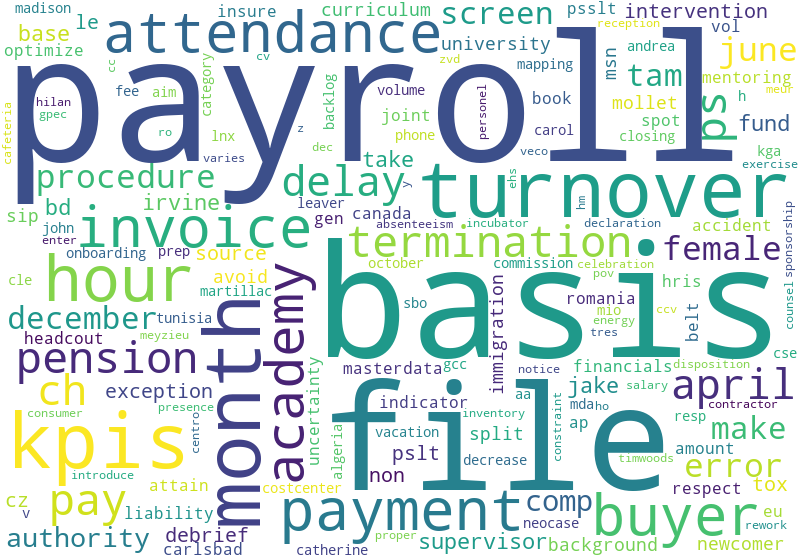 madison
insure
curriculum
psslt
intervention
le
screen
reception
vol
base
attendance
university
andrea
june
optimize
cc
cv
zvd
mapping
msn
tam
mentoring
meur
payroll
fee
aim
category
backlog
volume
personel
book
mollet
h
ps
cafeteria
hilan
gpec
joint
carol
spot
fund
ro
lnx
z
phone
dec
veco
closing
kga
varies
take
exercise
procedure
delay
y
ehs
turnover
irvine
leaver
hm
sip
bd
gen
canada
absenteeism
incubator
declaration
accident
john
invoice
termination
female
counsel
sponsorship
enter
onboarding
prep
source
october
commission
celebration
cle
hour
avoid
pov
hris
martillac
academy
basis
immigration
romania
mio
ccv
belt
december
tunisia
month
sbo
energy
headcout
meyzieu
tres
cse
pension
masterdata
gcc
notice
financials
disposition
ch
exception
uncertainty
file
aa
jake
salary
april
indicator
inventory
mda
ho
contractor
consumer
presence
centro
algeria
vacation
split
constraint
ap
resp
make
kpis
non
pslt
decrease
amount
introduce
timwoods
error
cz
pay
attain
costcenter
respect
tox
v
liability
payment
comp
buyer
eu
authority
debrief
neocase
rework
carlsbad
catherine
proper
supervisor
background
newcomer